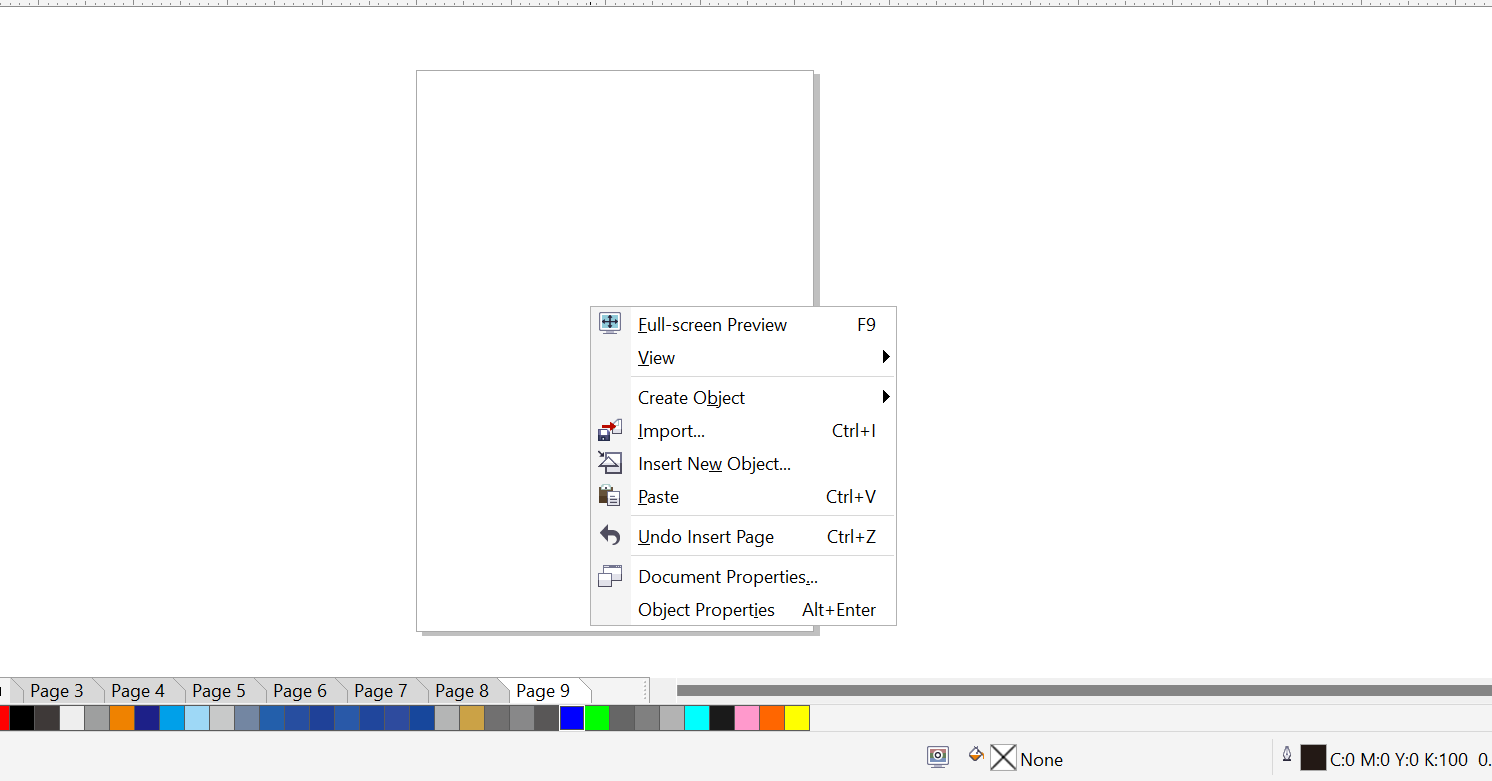 Full-screen Preview F9
View
Create Object
Import... Ctrl+I
Insert New Object...
Paste Ctrl+V
Undo Insert Page Ctrl+Z
Document Properties...
Object Properties Alt+Enter
Page 3 Page 4 Page 5 Page 6 Page 7 Page 8 Page 9
None C:0 M:0 Y:0 K:100 0.